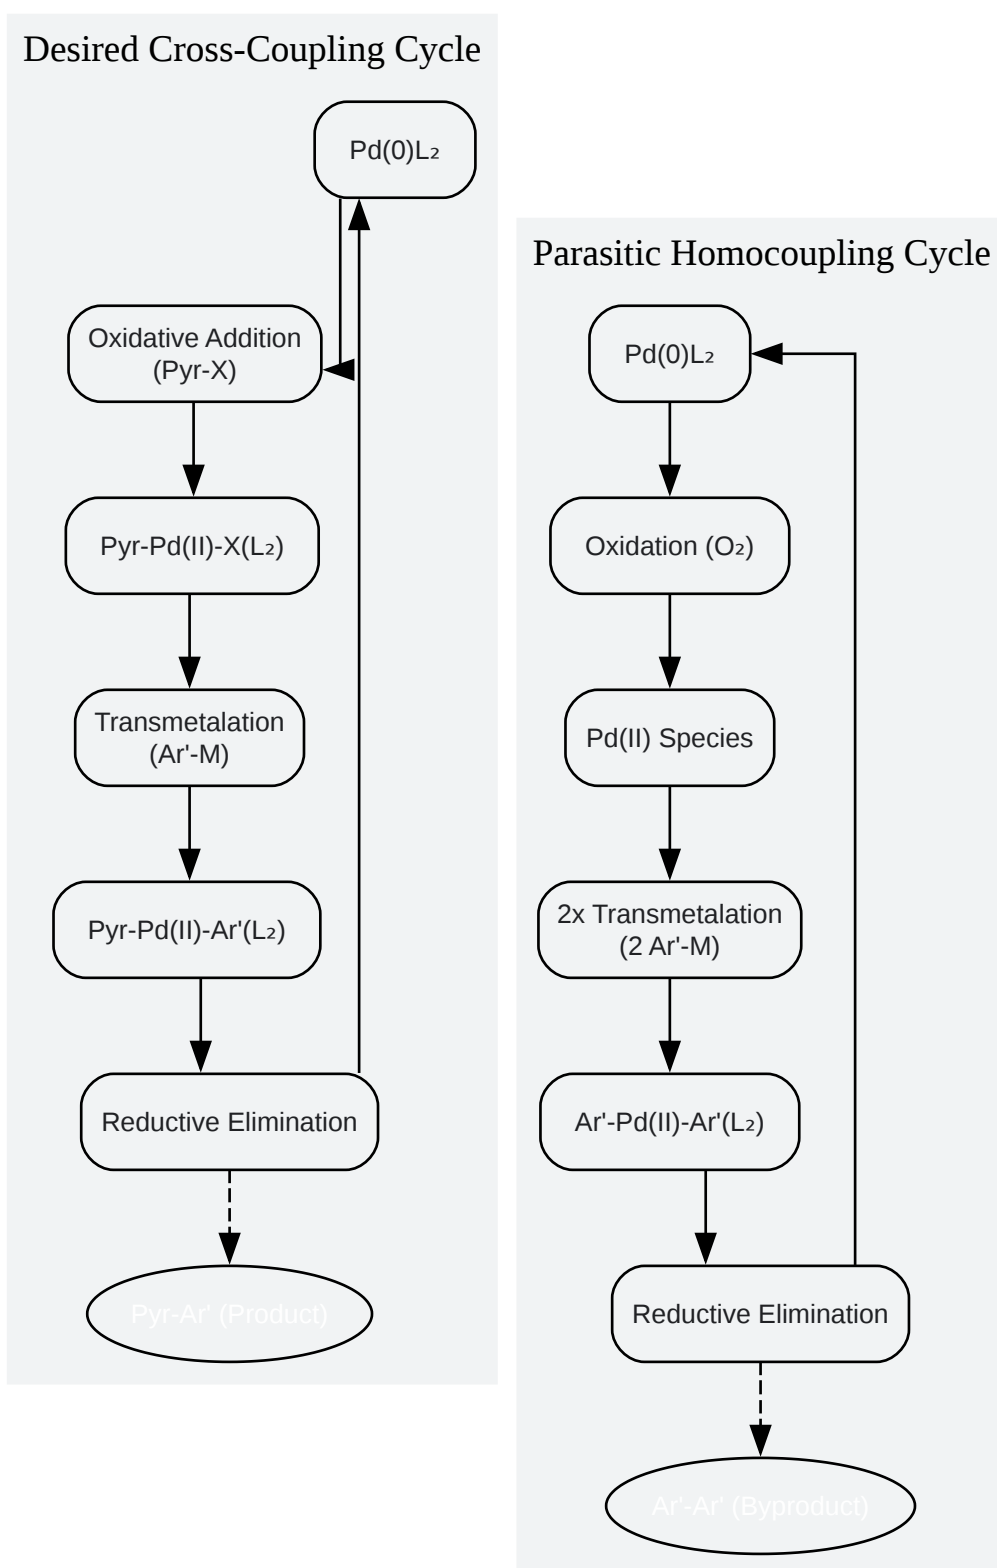 Desired Cross-Coupling Cycle
Pd(0)L₂
Oxidative Addition
(Pyr-X)
Pyr-Pd(II)-X(L₂)
Transmetalation
(Ar'-M)
Pyr-Pd(II)-Ar'(L₂)
Reductive Elimination
Pyr-Ar' (Product)
Parasitic Homocoupling Cycle
Pd(0)L₂
Oxidation (O₂)
Pd(II) Species
2x Transmetalation
(2 Ar'-M)
Ar'-Pd(II)-Ar'(L₂)
Reductive Elimination
Ar'-Ar' (Byproduct)